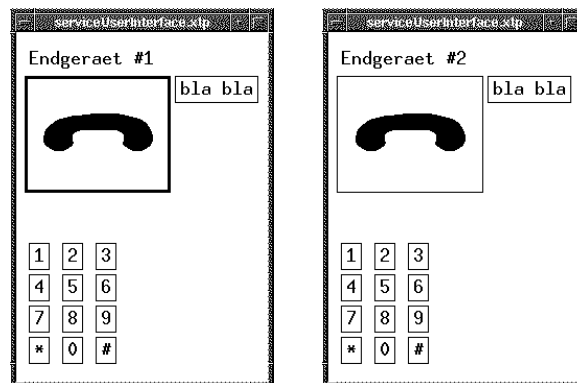 serviceUserInterface.xtp
Endgeraet #1
bla bla
1 2 3
4 5 6
7 8 9
* 0 #
serviceUserInterface.xtp
Endgeraet #2
bla bla
1 2 3
4 5 6
7 8 9
* 0 #